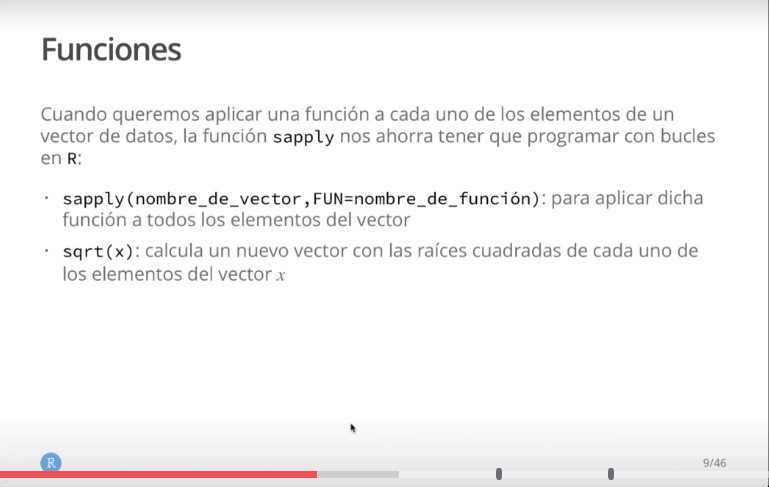 Funciones
Cuando queremos aplicar una función a cada uno de los elementos de un
vector de datos, la función sapply nos ahorra tener que programar con bucles
en R:
· sapply(nombre_de_vector,FUN=nombre_de_función): para aplicar dicha
función a todos los elementos del vector
· sqrt(x): calcula un nuevo vector con las raíces cuadradas de cada uno de
los elementos del vector x
R
9/46